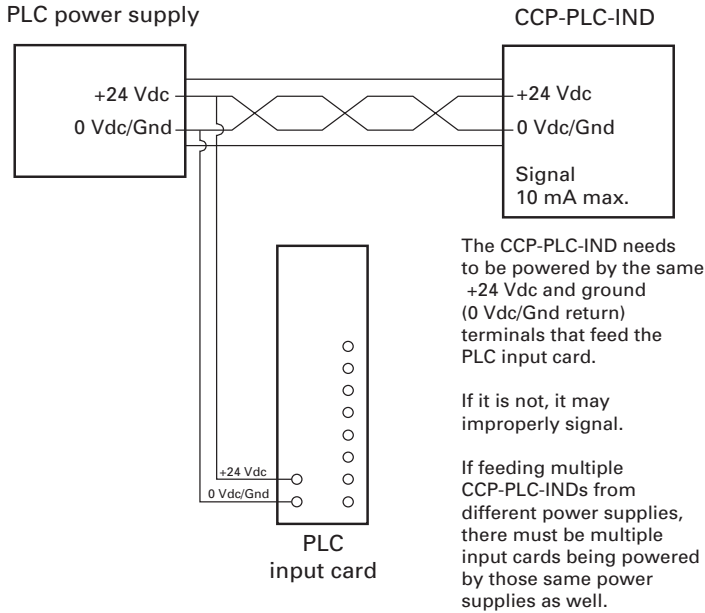 PLC power supply
CCP-PLC-IND
+24 Vdc
0 Vdc/Gnd
+24 Vdc
0 Vdc/Gnd
Signal
10 mA max.
The CCP-PLC-IND needs
to be powered by the same
+24 Vdc and ground
(0 Vdc/Gnd return)
terminals that feed the
PLC input card.
If it is not, it may
improperly signal.
If feeding multiple
CCP-PLC-INDs from
different power supplies,
there must be multiple
input cards being powered
by those same power
supplies as well.
+24 Vdc
0 Vdc/Gnd
PLC
input card